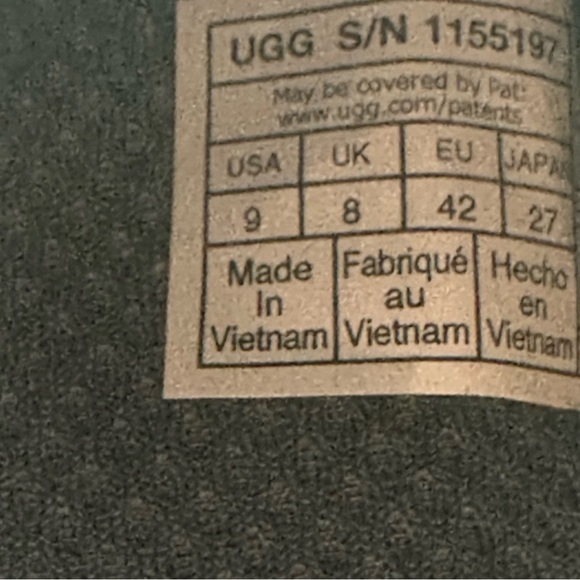 UGG S/N 1155197
May be covered by Pat:
www.ugg.com/patents
USA UK EU
9 8 42 27
Made Fabriqué Hecho
in au en
Vietnam Vietnam Vietnam